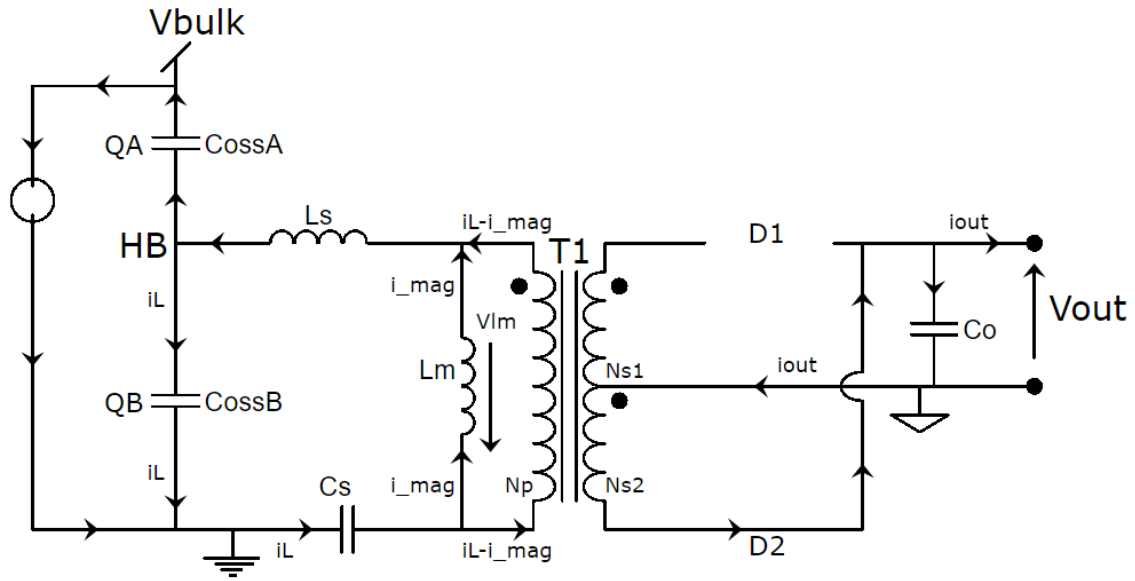 Vbulk
QA CossA
Ls
iL-i_mag
T1
D1
iout
HB
i_mag
iL
Vlm
Vout
Co
Lm
Ns1
iout
QB CossB
iL
Cs
i_mag
Np
Ns2
iL
iL-i_mag
D2